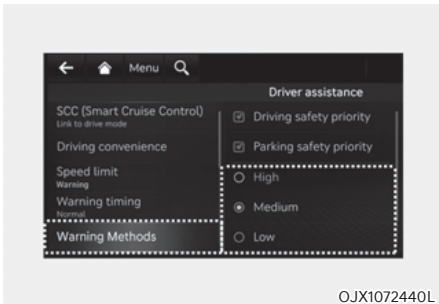 Menu
Driver assistance
SCC (Smart Cruise Control)
Link to drive mode
Driving convenience
Speed limit
Warning
Warning timing
Normal
Warning Methods
Driving safety priority
Parking safety priority
High
Medium
Low
OJX1072440L